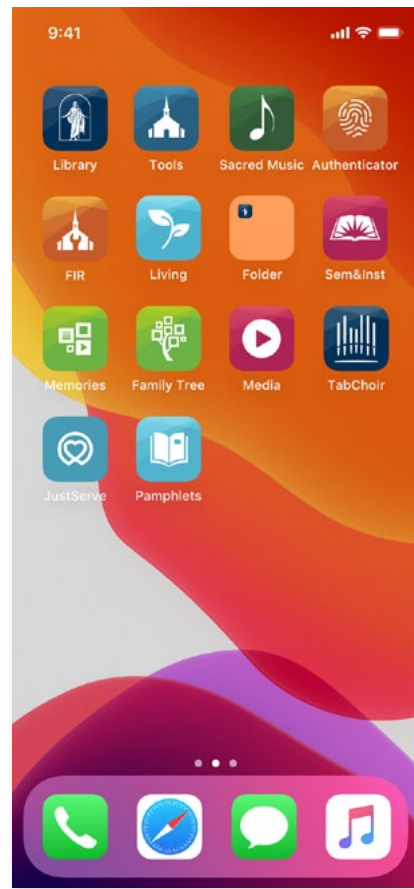 9:41
Library Tools Sacred Music Authenticator
FIR Living Folder Sem&Inst
Memories Family Tree Media TabChoir
JustServe Pamphlets